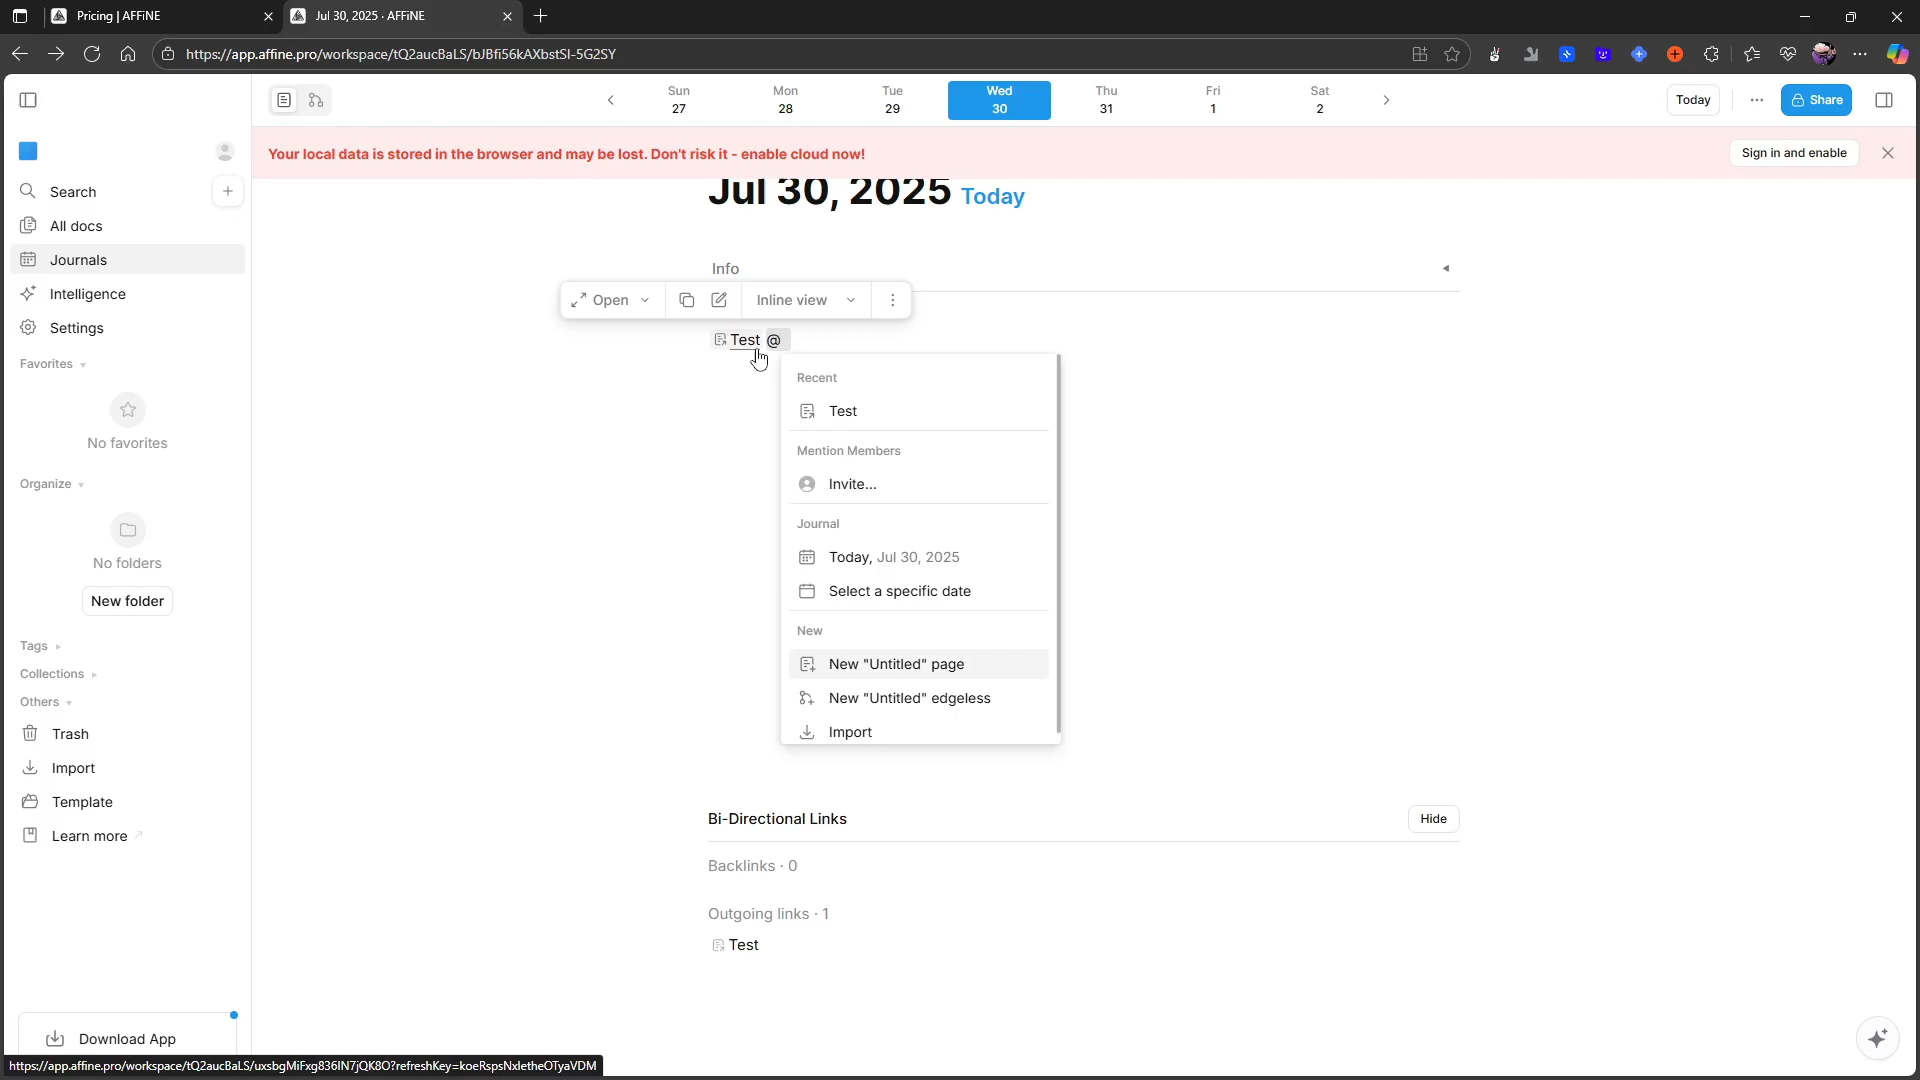 Pricing | AFFiNE
Jul 30, 2025 · AFFiNE
https://app.affine.pro/workspace/tQ2aucBaLS/bJBfi56kAXbstSI-5G2SY
Sun
27
Mon
28
Tue
29
Wed
30
Thu
31
Fri
1
Sat
2
Today
Share
Your local data is stored in the browser and may be lost. Don't risk it - enable cloud now!
Sign in and enable
Search
All docs
Journals
Intelligence
Settings
Favorites
No favorites
Organize
No folders
New folder
Tags
Collections
Others
Trash
Import
Template
Learn more
Download App
Jul 30, 2025 Today
Info
Open
Inline view
Test @
Recent
Test
Mention Members
Invite...
Journal
Today, Jul 30, 2025
Select a specific date
New
New "Untitled" page
New "Untitled" edgeless
Import
Bi-Directional Links
Hide
Backlinks · 0
Outgoing links · 1
Test
https://app.affine.pro/workspace/tQ2aucBaLS/uxsbgMiFxg836IN7jQK8O?refreshKey=koeRspsNxletheOTyaVDM